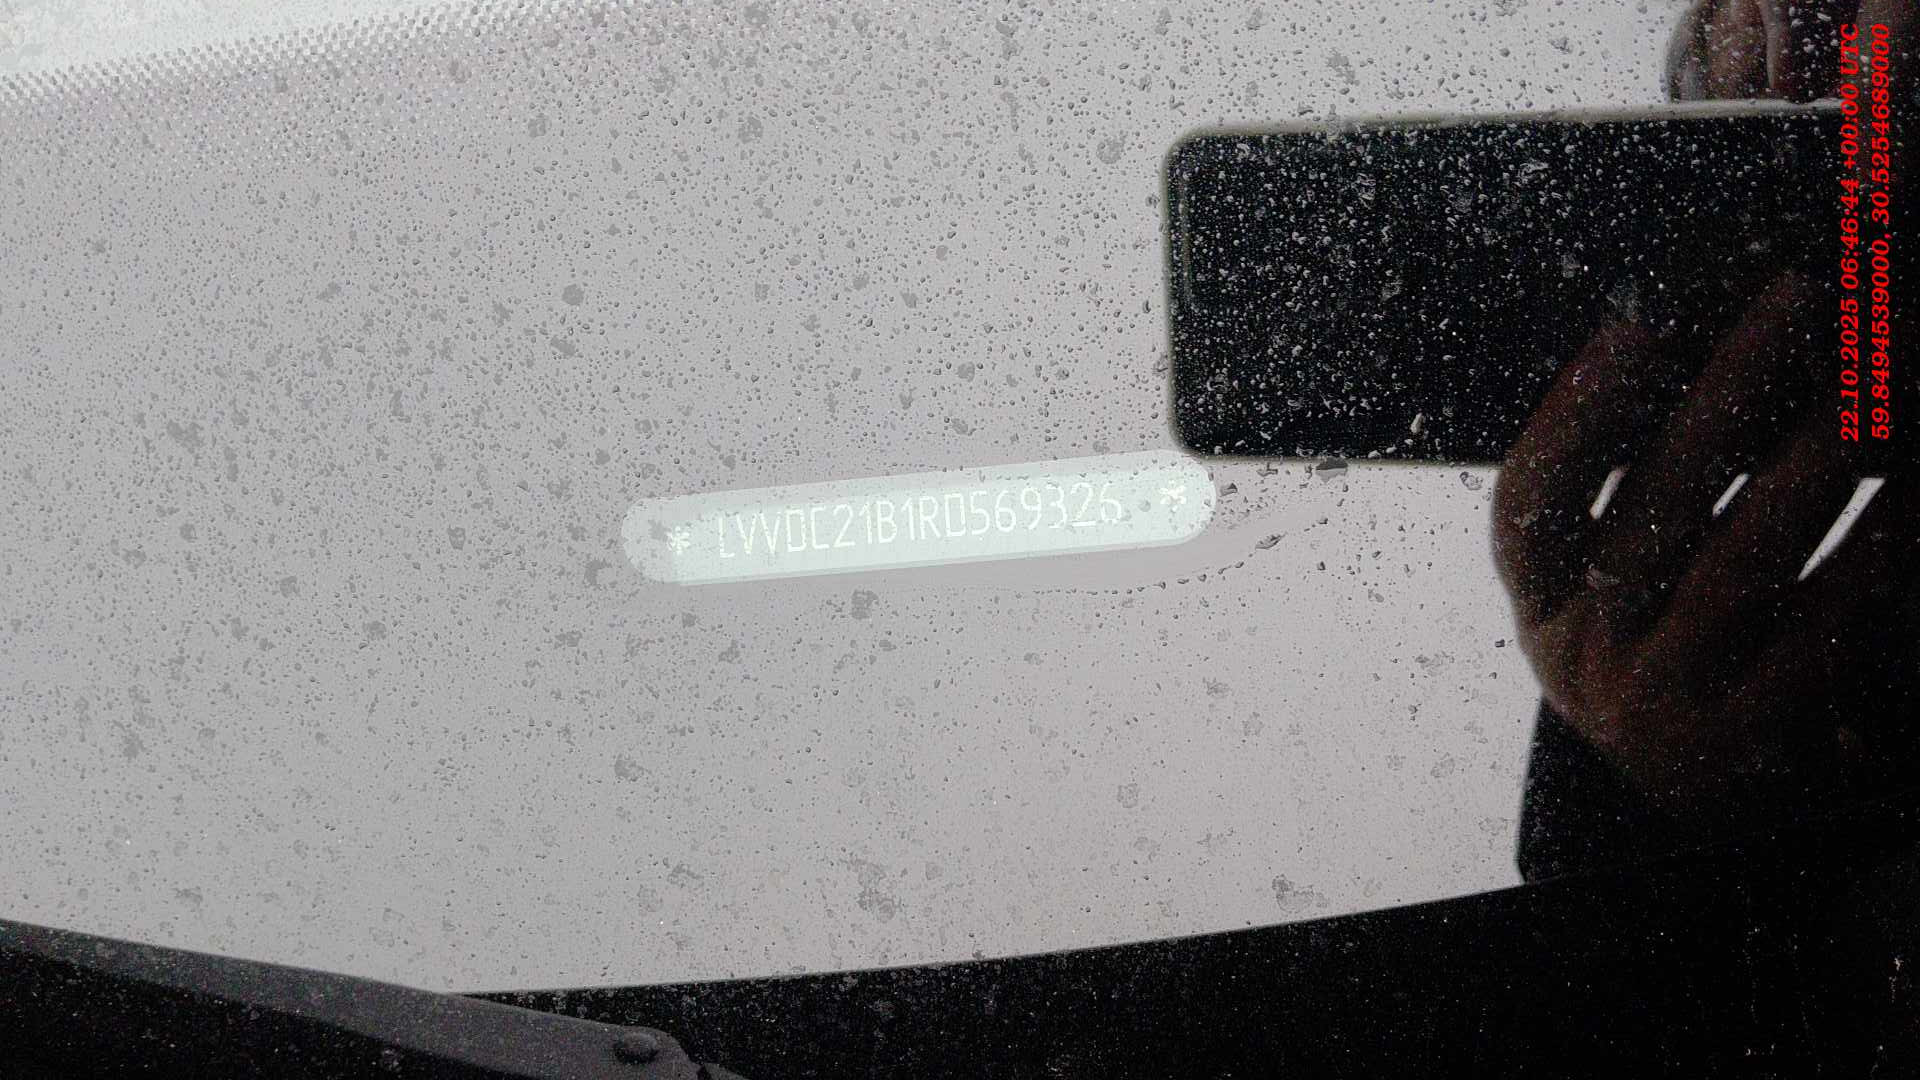 * LVVDC21B1RD569326 *
22.10.2025 06:46:44 +00:00 UTC
59.8494539000, 30.5254689000